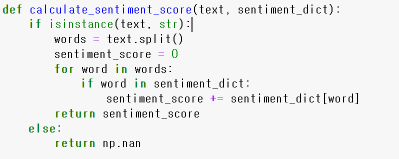 def calculate_sentiment_score(text, sentiment_dict):
    if isinstance(text, str):
        words = text.split()
        sentiment_score = 0
        for word in words:
            if word in sentiment_dict:
                sentiment_score += sentiment_dict[word]
        return sentiment_score
    else:
        return np.nan